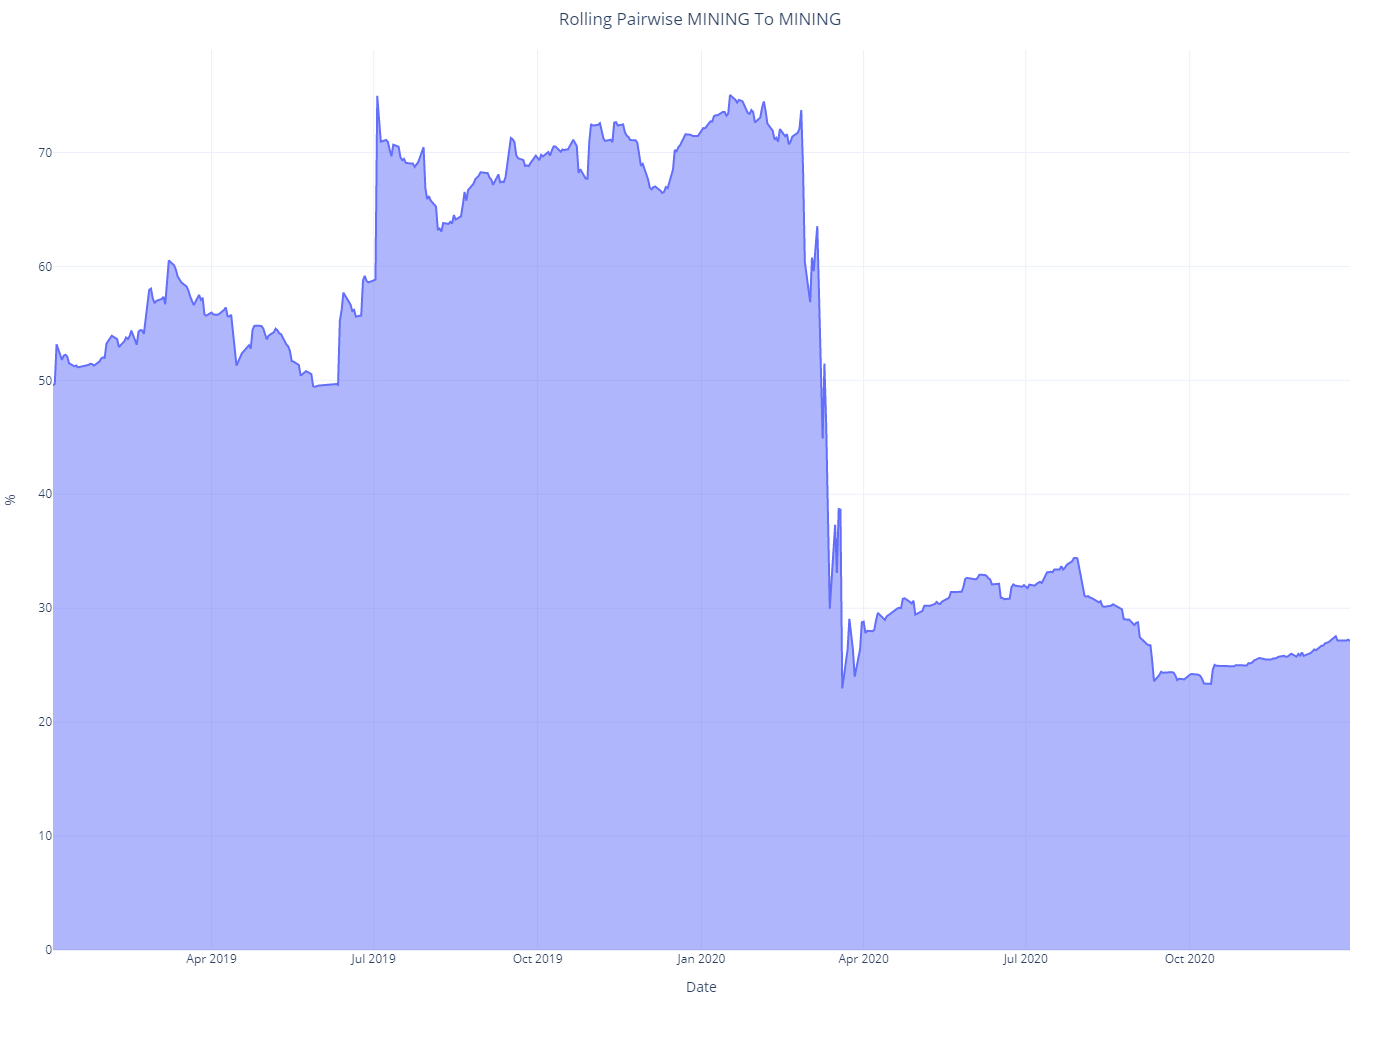 Rolling Pairwise MINING To MINING
70
60
50
40
30
20
10
0
%
Apr 2019
Jul 2019
Oct 2019
Jan 2020
Apr 2020
Jul 2020
Oct 2020
Date